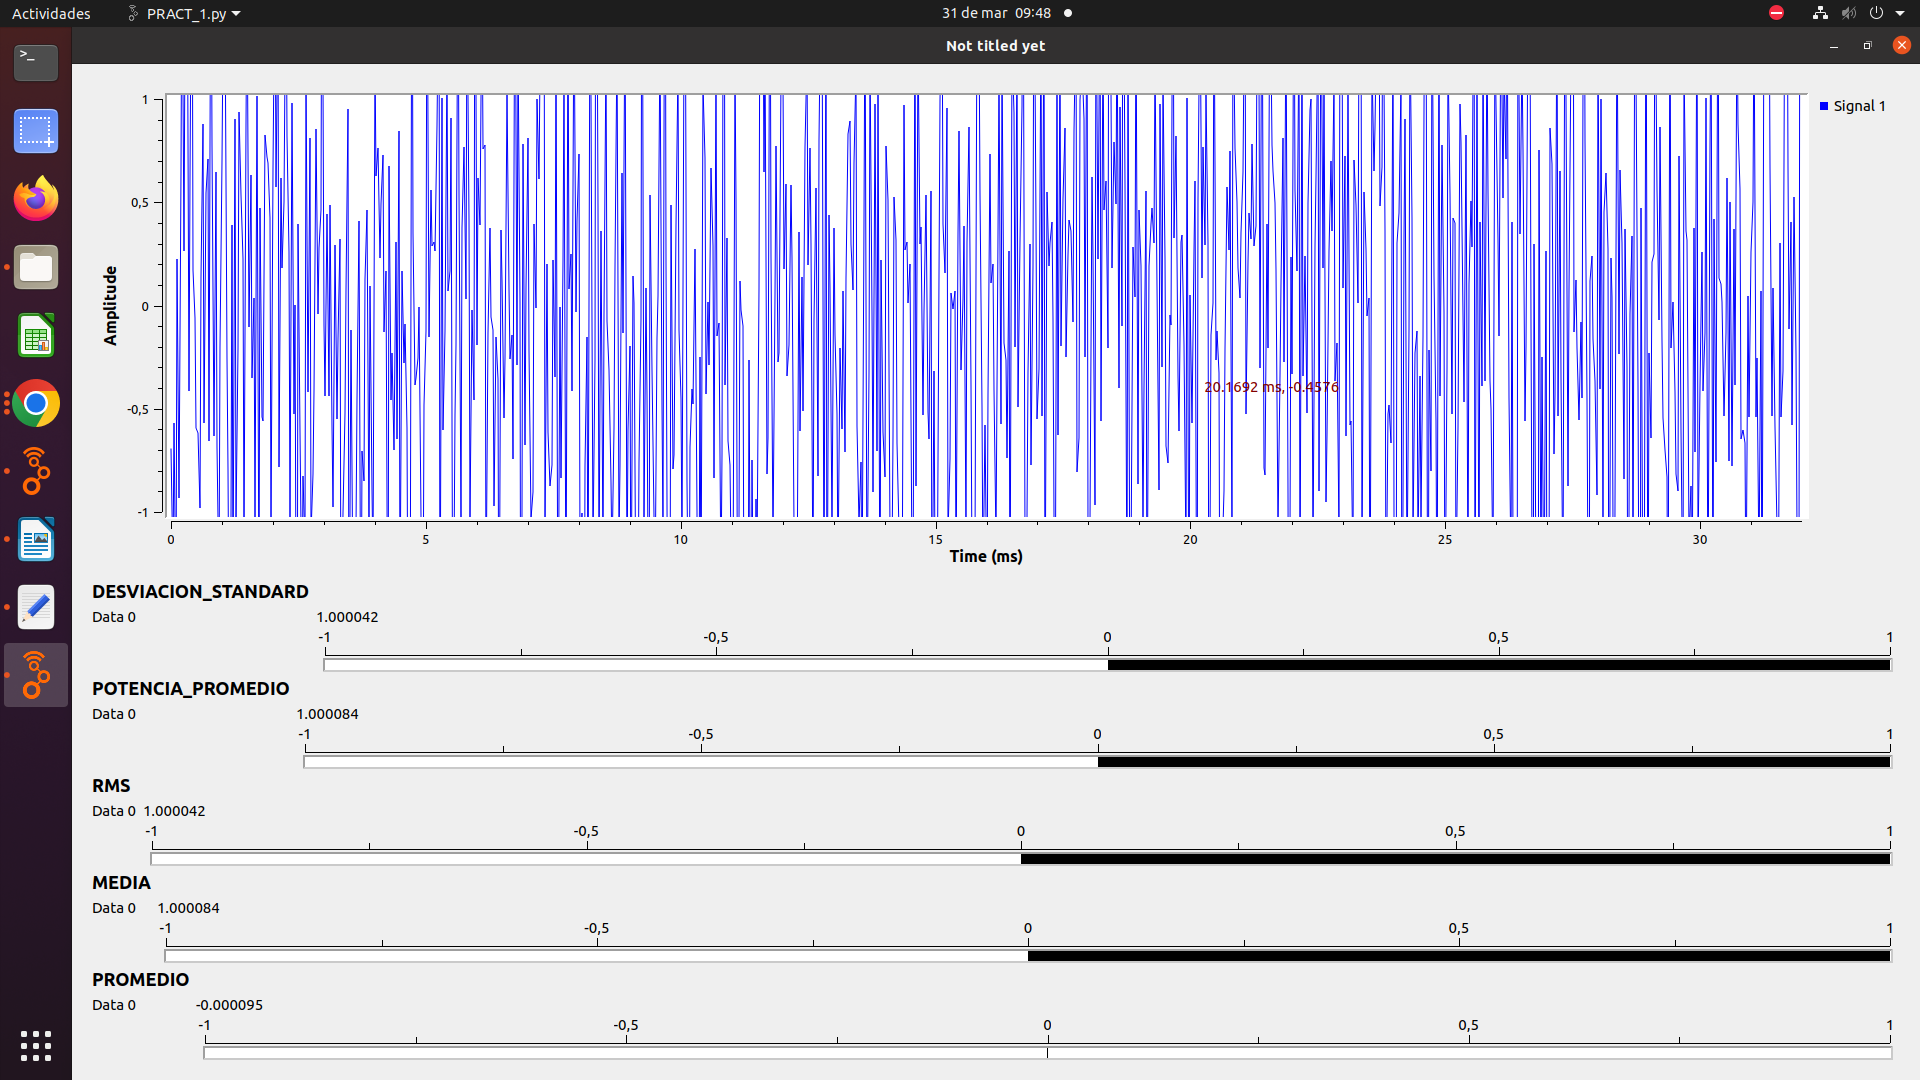 Actividades PRACT_1.py 31 de mar 09:48
Not titled yet
Signal 1
Amplitude
1
0,5
0
-0,5
-1
20.1692 ms, -0.4576
0 5 10 15 20 25 30
Time (ms)
DESVIACION_STANDARD
Data 0 1.000042
-1 -0,5 0 0,5 1
POTENCIA_PROMEDIO
Data 0 1.000084
-1 -0,5 0 0,5 1
RMS
Data 0 1.000042
-1 -0,5 0 0,5 1
MEDIA
Data 0 1.000084
-1 -0,5 0 0,5 1
PROMEDIO
Data 0 -0.000095
-1 -0,5 0 0,5 1